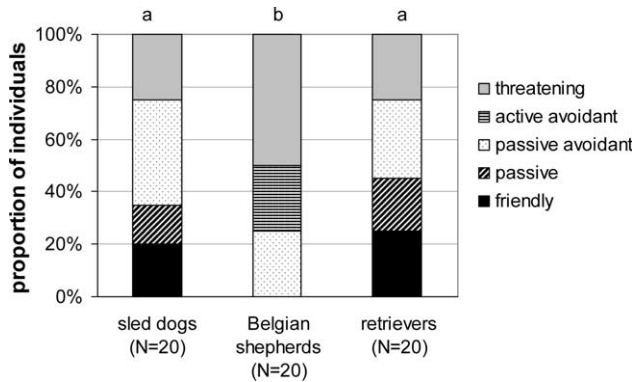 a b a
100%
80%
60%
40%
20%
0%
proportion of individuals
threatening
active avoidant
passive avoidant
passive
friendly
sled dogs
(N=20)
Belgian
shepherds
(N=20)
retrievers
(N=20)